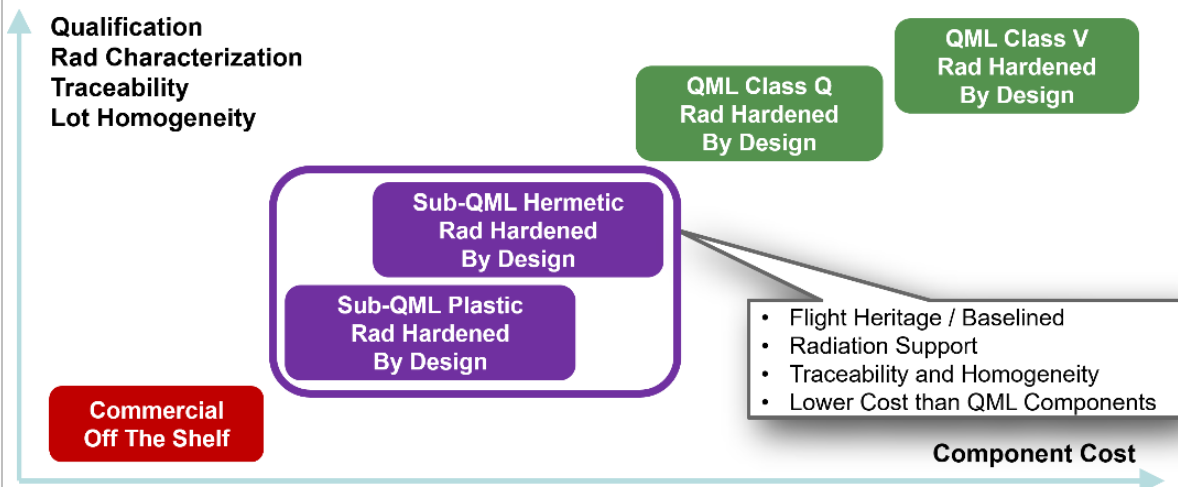 Qualification
Rad Characterization
Traceability
Lot Homogeneity
QML Class V
Rad Hardened
By Design
QML Class Q
Rad Hardened
By Design
Sub-QML Hermetic
Rad Hardened
By Design
Sub-QML Plastic
Rad Hardened
By Design
• Flight Heritage / Baselined
• Radiation Support
• Traceability and Homogeneity
• Lower Cost than QML Components
Commercial
Off The Shelf
Component Cost